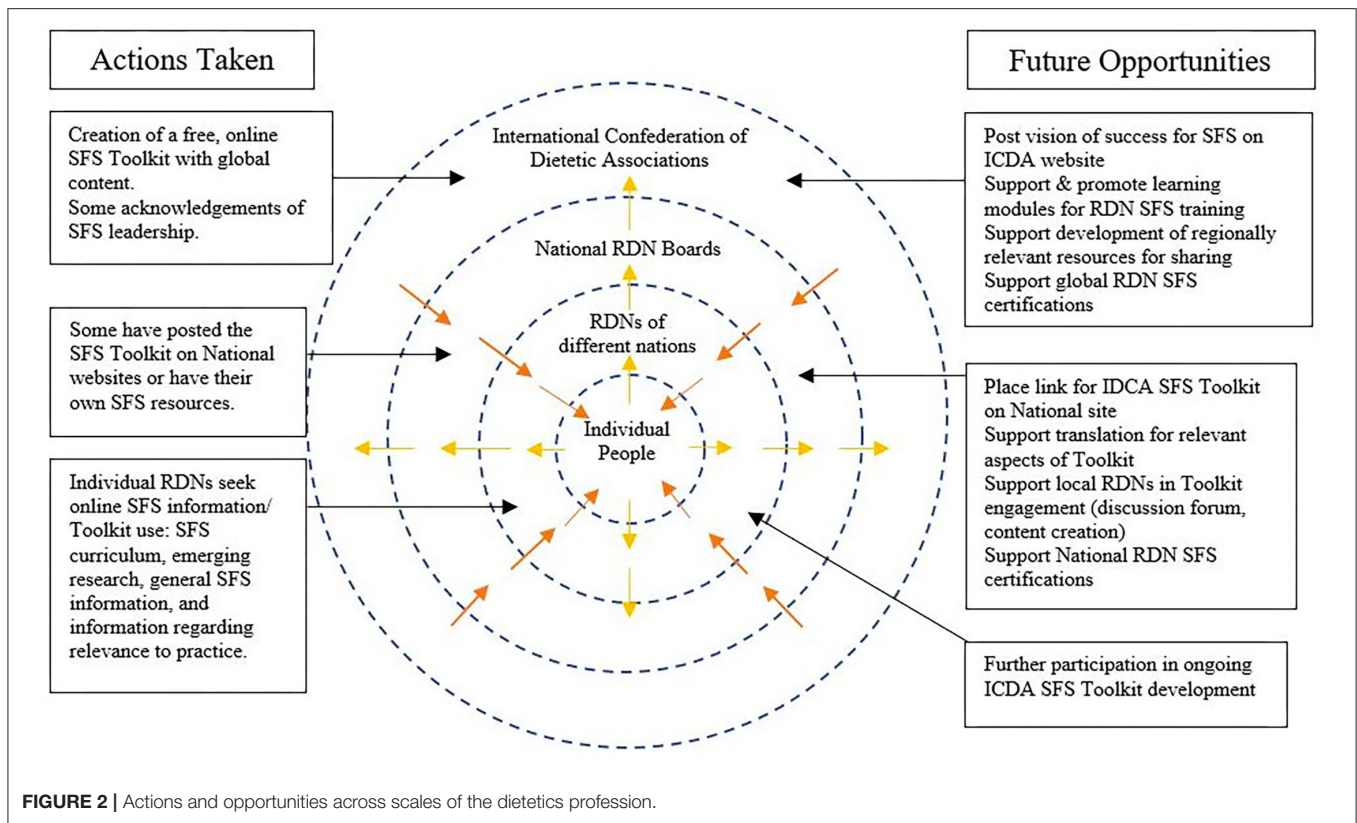 Actions Taken
Future Opportunities
Creation of a free, online
SFS Toolkit with global
content.
Some acknowledgements of
SFS leadership.
Some have posted the
SFS Toolkit on National
websites or have their
own SFS resources.
Individual RDNs seek
online SFS information/
Toolkit use: SFS
curriculum, emerging
research, general SFS
information, and
information regarding
relevance to practice.
International Confederation of
Dietetic Associations
National RDN Boards
RDNs of
different nations
Individual
People
Post vision of success for SFS on
ICDA website
Support & promote learning
modules for RDN SFS training
Support development of regionally
relevant resources for sharing
Support global RDN SFS
certifications
Place link for IDCA SFS Toolkit
on National site
Support translation for relevant
aspects of Toolkit
Support local RDNs in Toolkit
engagement (discussion forum,
content creation)
Support National RDN SFS
certifications
Further participation in ongoing
ICDA SFS Toolkit development
FIGURE 2 | Actions and opportunities across scales of the dietetics profession.